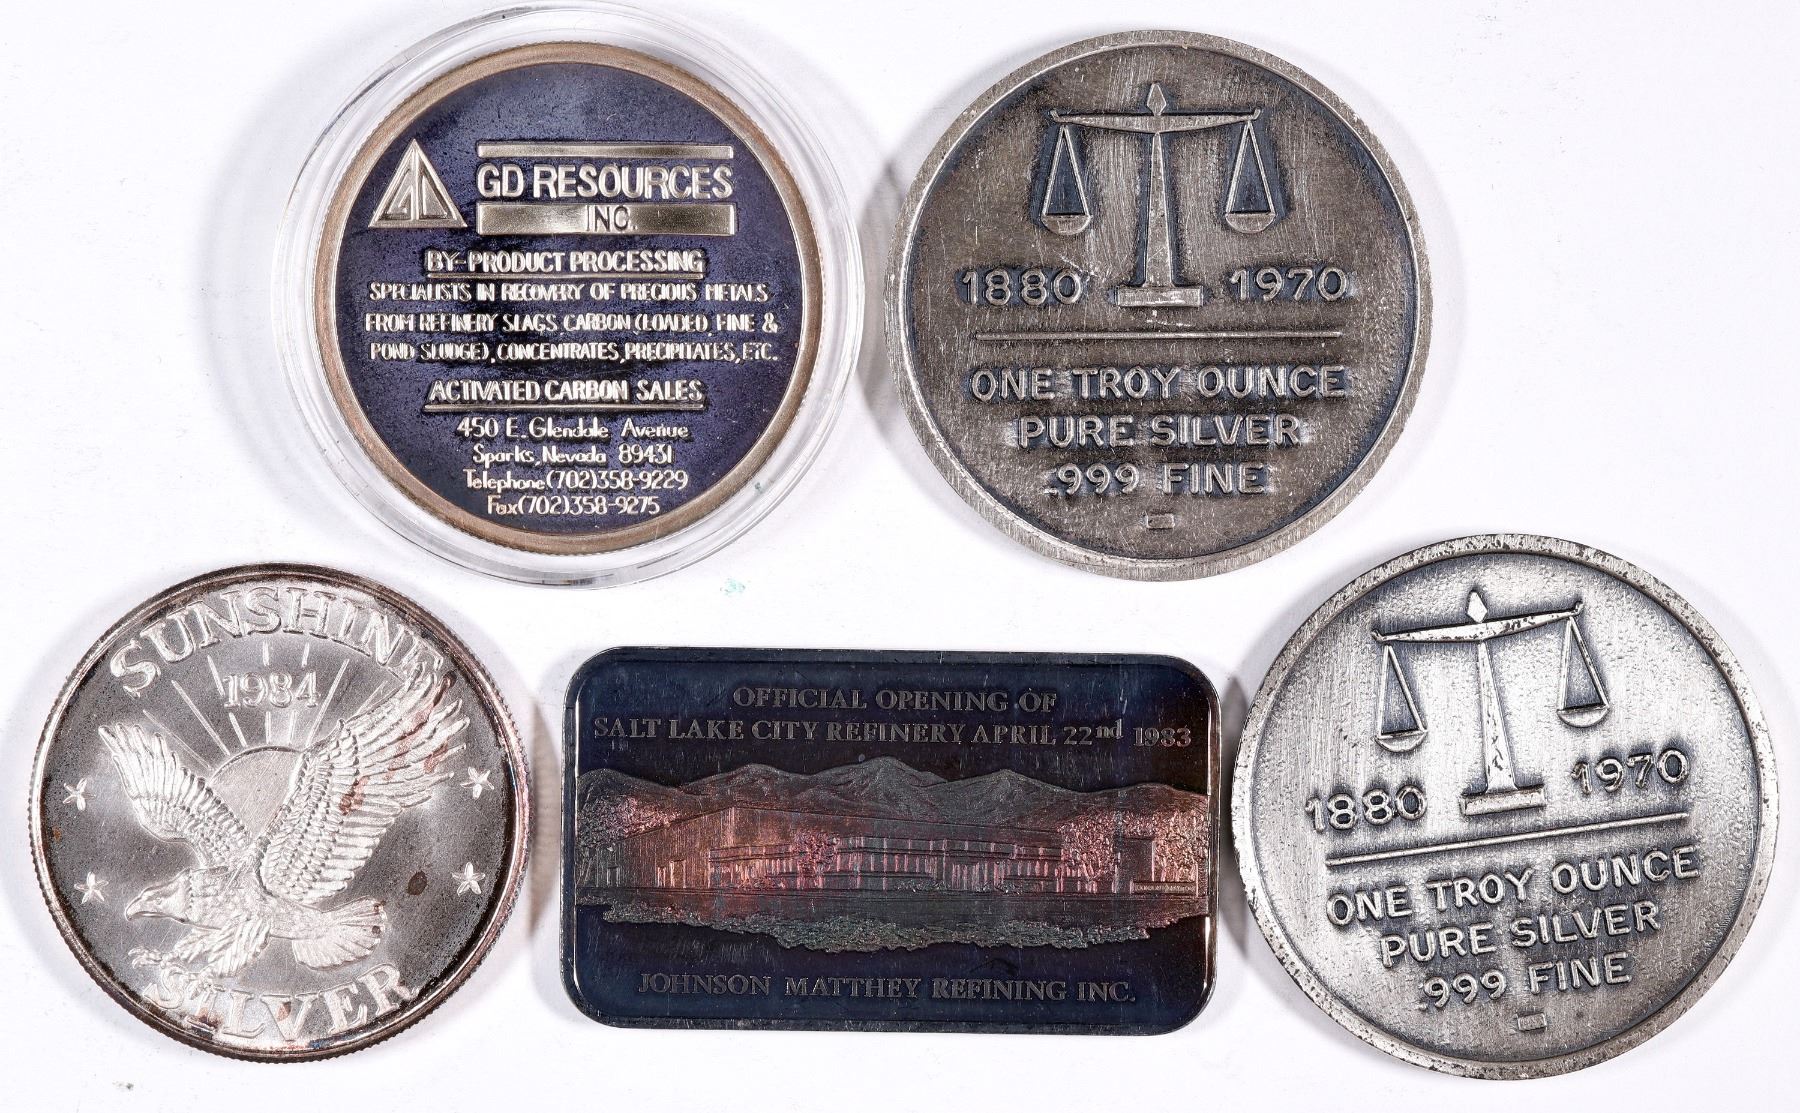 GD RESOURCES
INC.
BY-PRODUCT PROCESSING
SPECIALISTS IN RECOVERY OF PRECIOUS METALS
FROM REFINERY SLAGS, CARBON (LOADED, FINE &
POND SLUDGE), CONCENTRATES, PRECIPITATES, ETC.
ACTIVATED CARBON SALES
450 E. Glendale Avenue
Sparks, Nevada 89431
Telephone (702) 358-9229
Fax (702) 358-9275
1880 1970
ONE TROY OUNCE
PURE SILVER
.999 FINE
SUNSHINE
1984
SILVER
OFFICIAL OPENING OF
SALT LAKE CITY REFINERY APRIL 22nd 1983
JOHNSON MATTHEY REFINING INC.
1880 1970
ONE TROY OUNCE
PURE SILVER
.999 FINE